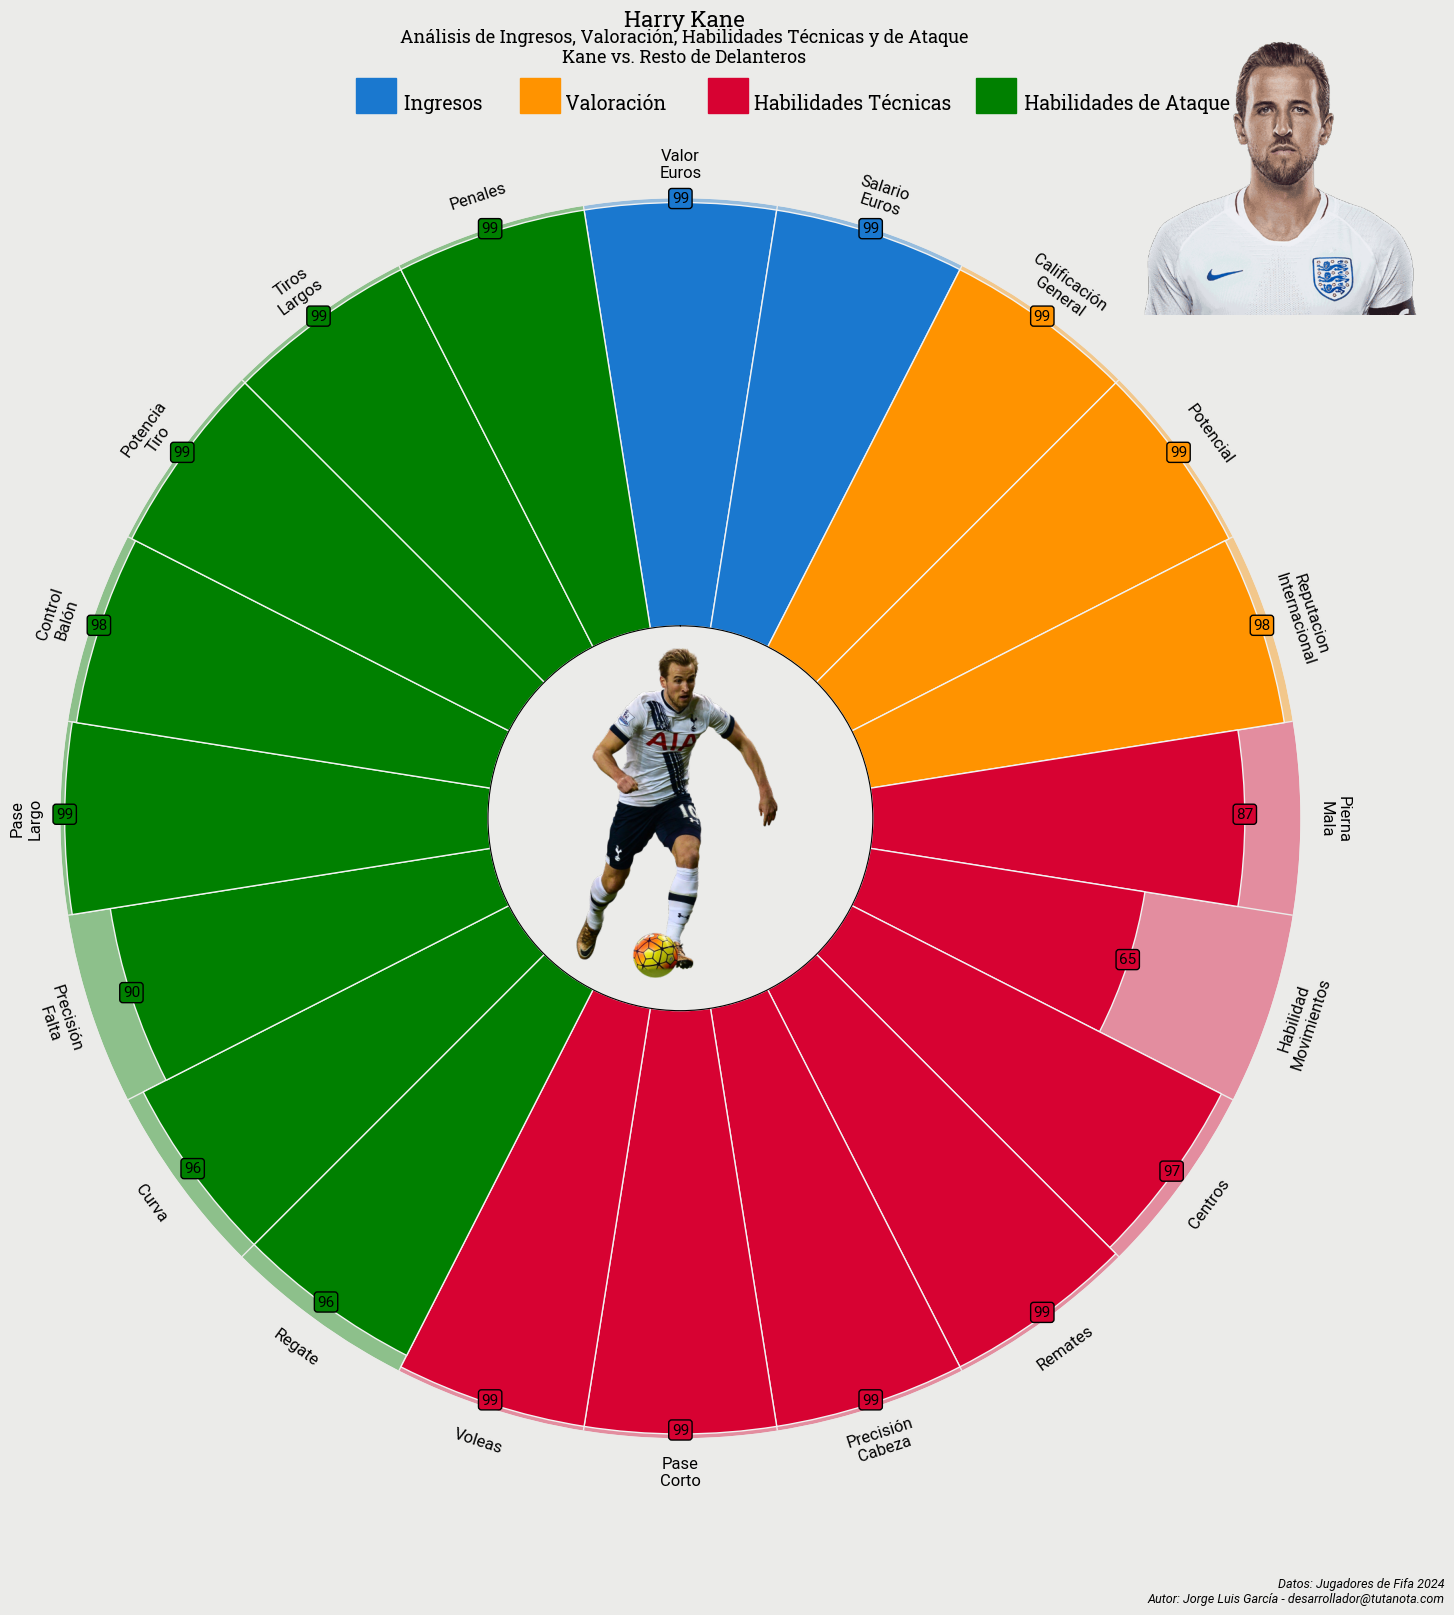 Harry Kane
Análisis de Ingresos, Valoración, Habilidades Técnicas y de Ataque
Kane vs. Resto de Delanteros
Ingresos
Valoración
Habilidades Técnicas
Habilidades de Ataque
Valor
Euros
99
Salario
Euros
99
Calificación
General
99
Potencial
99
Reputacion
Internacional
98
Pierna
Mala
87
Habilidad
Movimientos
65
Centros
97
Remates
99
Precisión
Cabeza
99
Pase
Corto
99
Voleas
99
Regate
96
Curva
96
Precisión
Falta
90
Pase
Largo
99
Control
Balón
98
Potencia
Tiro
99
Tiros
Largos
99
Penales
99
AIA
10
Datos: Jugadores de Fifa 2024
Autor: Jorge Luis García - desarrollador@tutanota.com